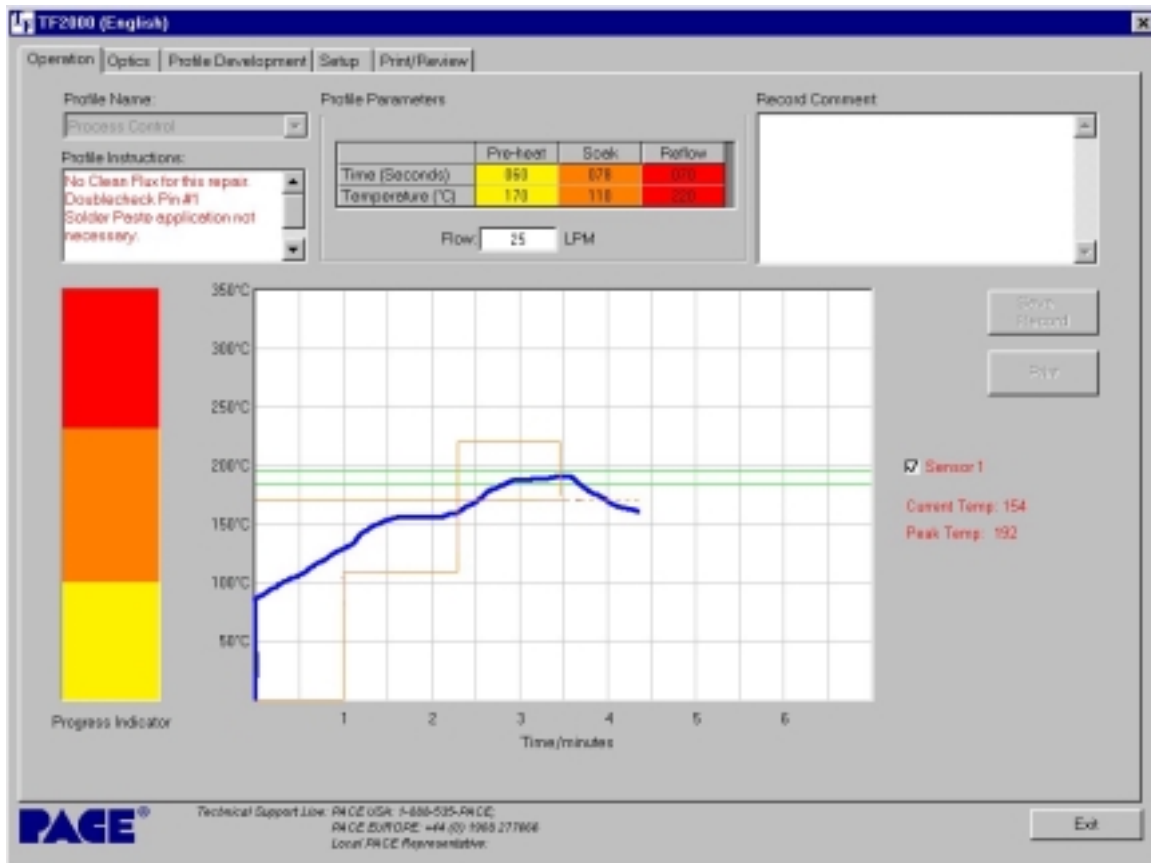 TF2000 (English)
Operation Optics Profile Development Setup Print/Review
Profile Name:
Process Control
Profile Instructions:
No Clean Flux for this repair.
Doublecheck Pin #1
Solder Paste application not
necessary.
Profile Parameters
Pre-heat Soak Reflow
Time (Seconds) 060 078 070
Temperature (°C) 170 110 220
Flow: 25 LPM
Record Comment
Save
Record
Print
350°C
300°C
250°C
200°C
150°C
100°C
50°C
1 2 3 4 5 6
Time/minutes
Progress Indicator
Sensor 1
Current Temp: 154
Peak Temp: 192
PACE®
Technical Support Line: PACE USA: 1-888-535-PACE;
PACE EUROPE: +44 (0) 1908 277666
Local PACE Representative:
Exit